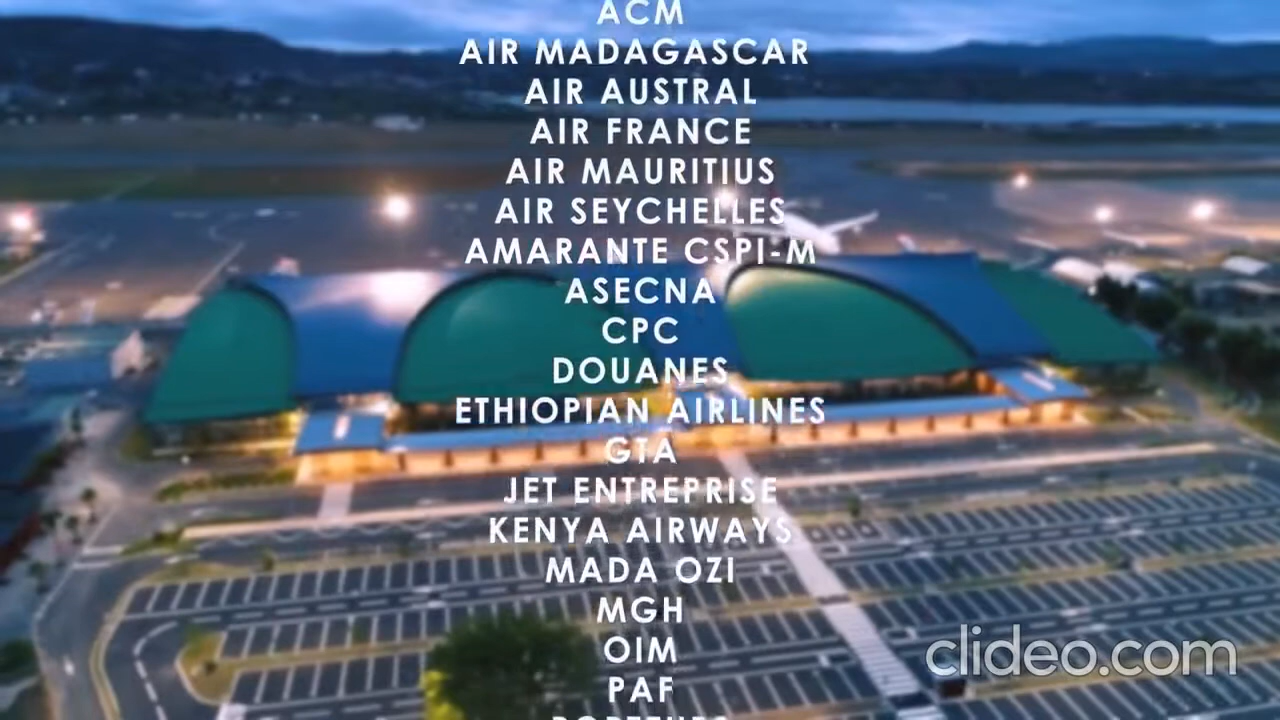 ACM
AIR MADAGASCAR
AIR AUSTRAL
AIR FRANCE
AIR MAURITIUS
AIR SEYCHELLES
AMARANTE CSPI-M
ASECNA
CPC
DOUANES
ETHIOPIAN AIRLINES
GTA
JET ENTREPRISE
KENYA AIRWAYS
MADA OZI
MGH
OIM
PAF
clideo.com